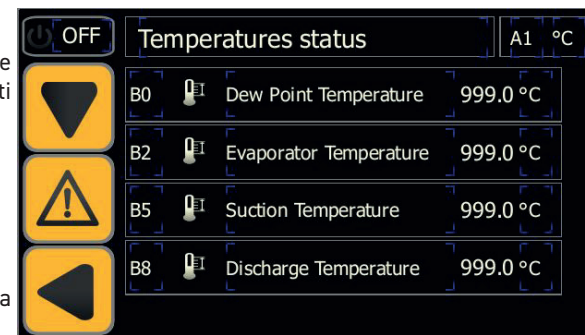 OFF Temperatures status A1 °C
e
ti
B0 Dew Point Temperature 999.0 °C
B2 Evaporator Temperature 999.0 °C
B5 Suction Temperature 999.0 °C
B8 Discharge Temperature 999.0 °C
a